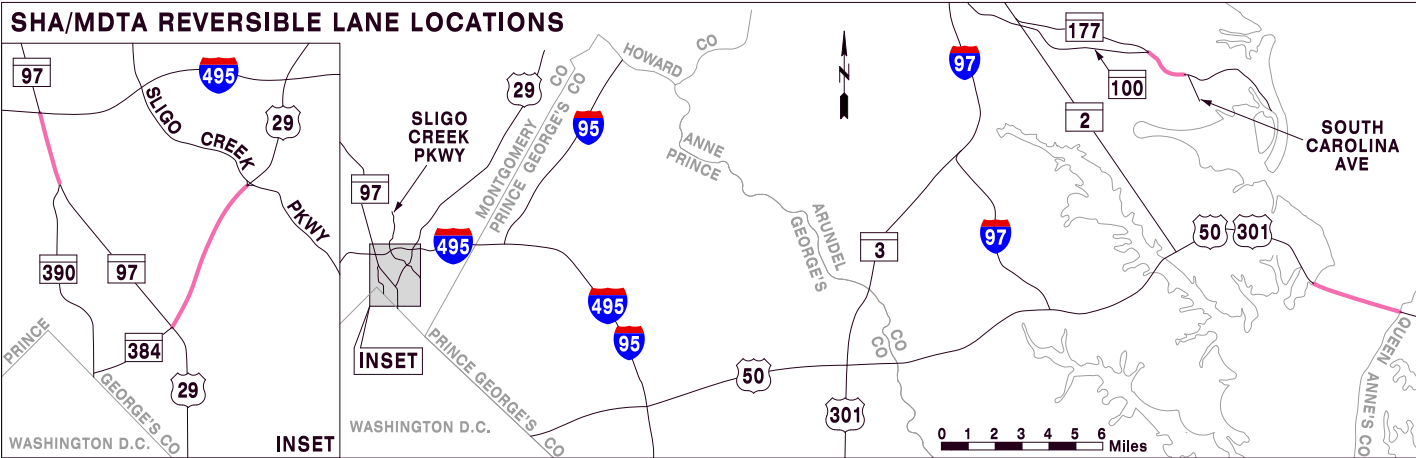 SHA/MDTA REVERSIBLE LANE LOCATIONS
97
495
SLIGO
CREEK
PKWY
29
390
97
384
29
PRINCE
GEORGE'S CO
WASHINGTON D.C.
INSET
97
SLIGO
CREEK
PKWY
29
MONTGOMERY CO
PRINCE GEORGE'S CO
HOWARD CO
95
495
ANNE
PRINCE
ARUNDEL
GEORGE'S
CO
CO
495
95
INSET
PRINCE GEORGE'S CO
WASHINGTON D.C.
50
N
97
177
100
2
SOUTH
CAROLINA
AVE
3
97
50
301
301
QUEEN ANNE'S CO
0 1 2 3 4 5 6 Miles